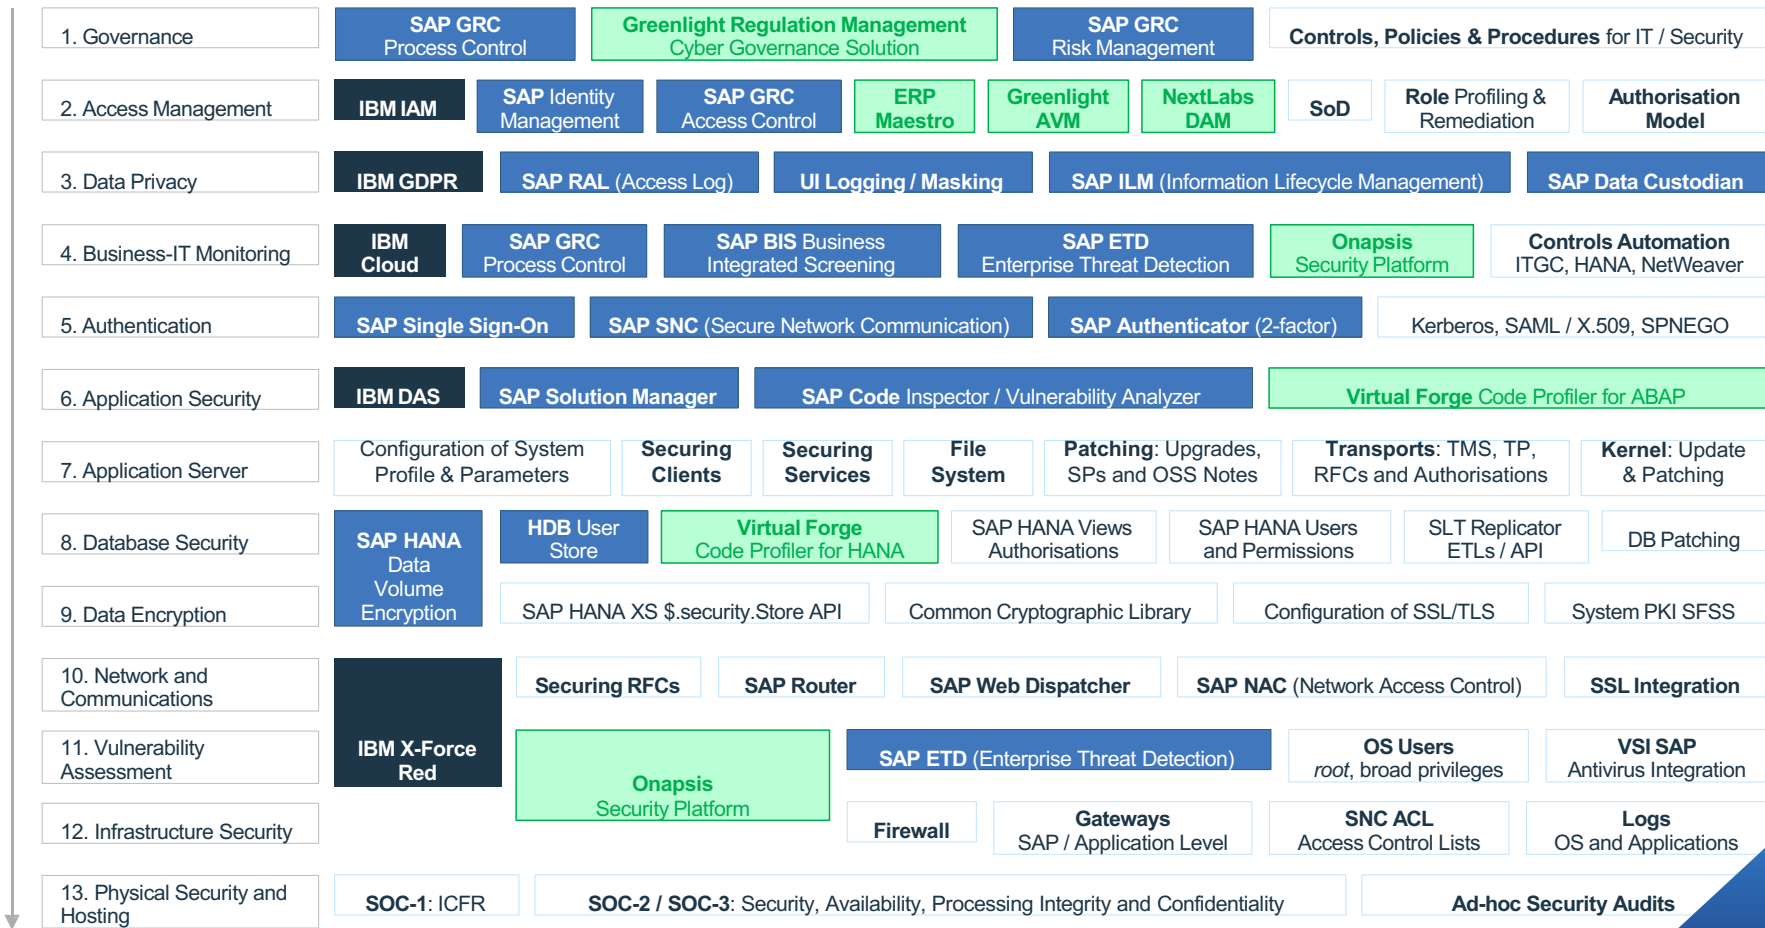 1. Governance
SAP GRC
Process Control
Greenlight Regulation Management
Cyber Governance Solution
SAP GRC
Risk Management
Controls, Policies & Procedures for IT / Security
2. Access Management
IBM IAM
SAP Identity
Management
SAP GRC
Access Control
ERP
Maestro
Greenlight
AVM
NextLabs
DAM
SoD
Role Profiling &
Remediation
Authorisation
Model
3. Data Privacy
IBM GDPR
SAP RAL (Access Log)
UI Logging / Masking
SAP ILM (Information Lifecycle Management)
SAP Data Custodian
4. Business-IT Monitoring
IBM
Cloud
SAP GRC
Process Control
SAP BIS Business
Integrated Screening
SAP ETD
Enterprise Threat Detection
Onapsis
Security Platform
Controls Automation
ITGC, HANA, NetWeaver
5. Authentication
SAP Single Sign-On
SAP SNC (Secure Network Communication)
SAP Authenticator (2-factor)
Kerberos, SAML / X.509, SPNEGO
6. Application Security
IBM DAS
SAP Solution Manager
SAP Code Inspector / Vulnerability Analyzer
Virtual Forge Code Profiler for ABAP
7. Application Server
Configuration of System
Profile & Parameters
Securing
Clients
Securing
Services
File
System
Patching: Upgrades,
SPs and OSS Notes
Transports: TMS, TP,
RFCs and Authorisations
Kernel: Update
& Patching
8. Database Security
SAP HANA
Data
Volume
Encryption
HDB User
Store
Virtual Forge
Code Profiler for HANA
SAP HANA Views
Authorisations
SAP HANA Users
and Permissions
SLT Replicator
ETLs / API
DB Patching
9. Data Encryption
SAP HANA XS $.security.Store API
Common Cryptographic Library
Configuration of SSL/TLS
System PKI SFSS
10. Network and
Communications
IBM X-Force
Red
Securing RFCs
SAP Router
SAP Web Dispatcher
SAP NAC (Network Access Control)
SSL Integration
11. Vulnerability
Assessment
Onapsis
Security Platform
SAP ETD (Enterprise Threat Detection)
OS Users
root, broad privileges
VSI SAP
Antivirus Integration
12. Infrastructure Security
Firewall
Gateways
SAP / Application Level
SNC ACL
Access Control Lists
Logs
OS and Applications
13. Physical Security and
Hosting
SOC-1: ICFR
SOC-2 / SOC-3: Security, Availability, Processing Integrity and Confidentiality
Ad-hoc Security Audits